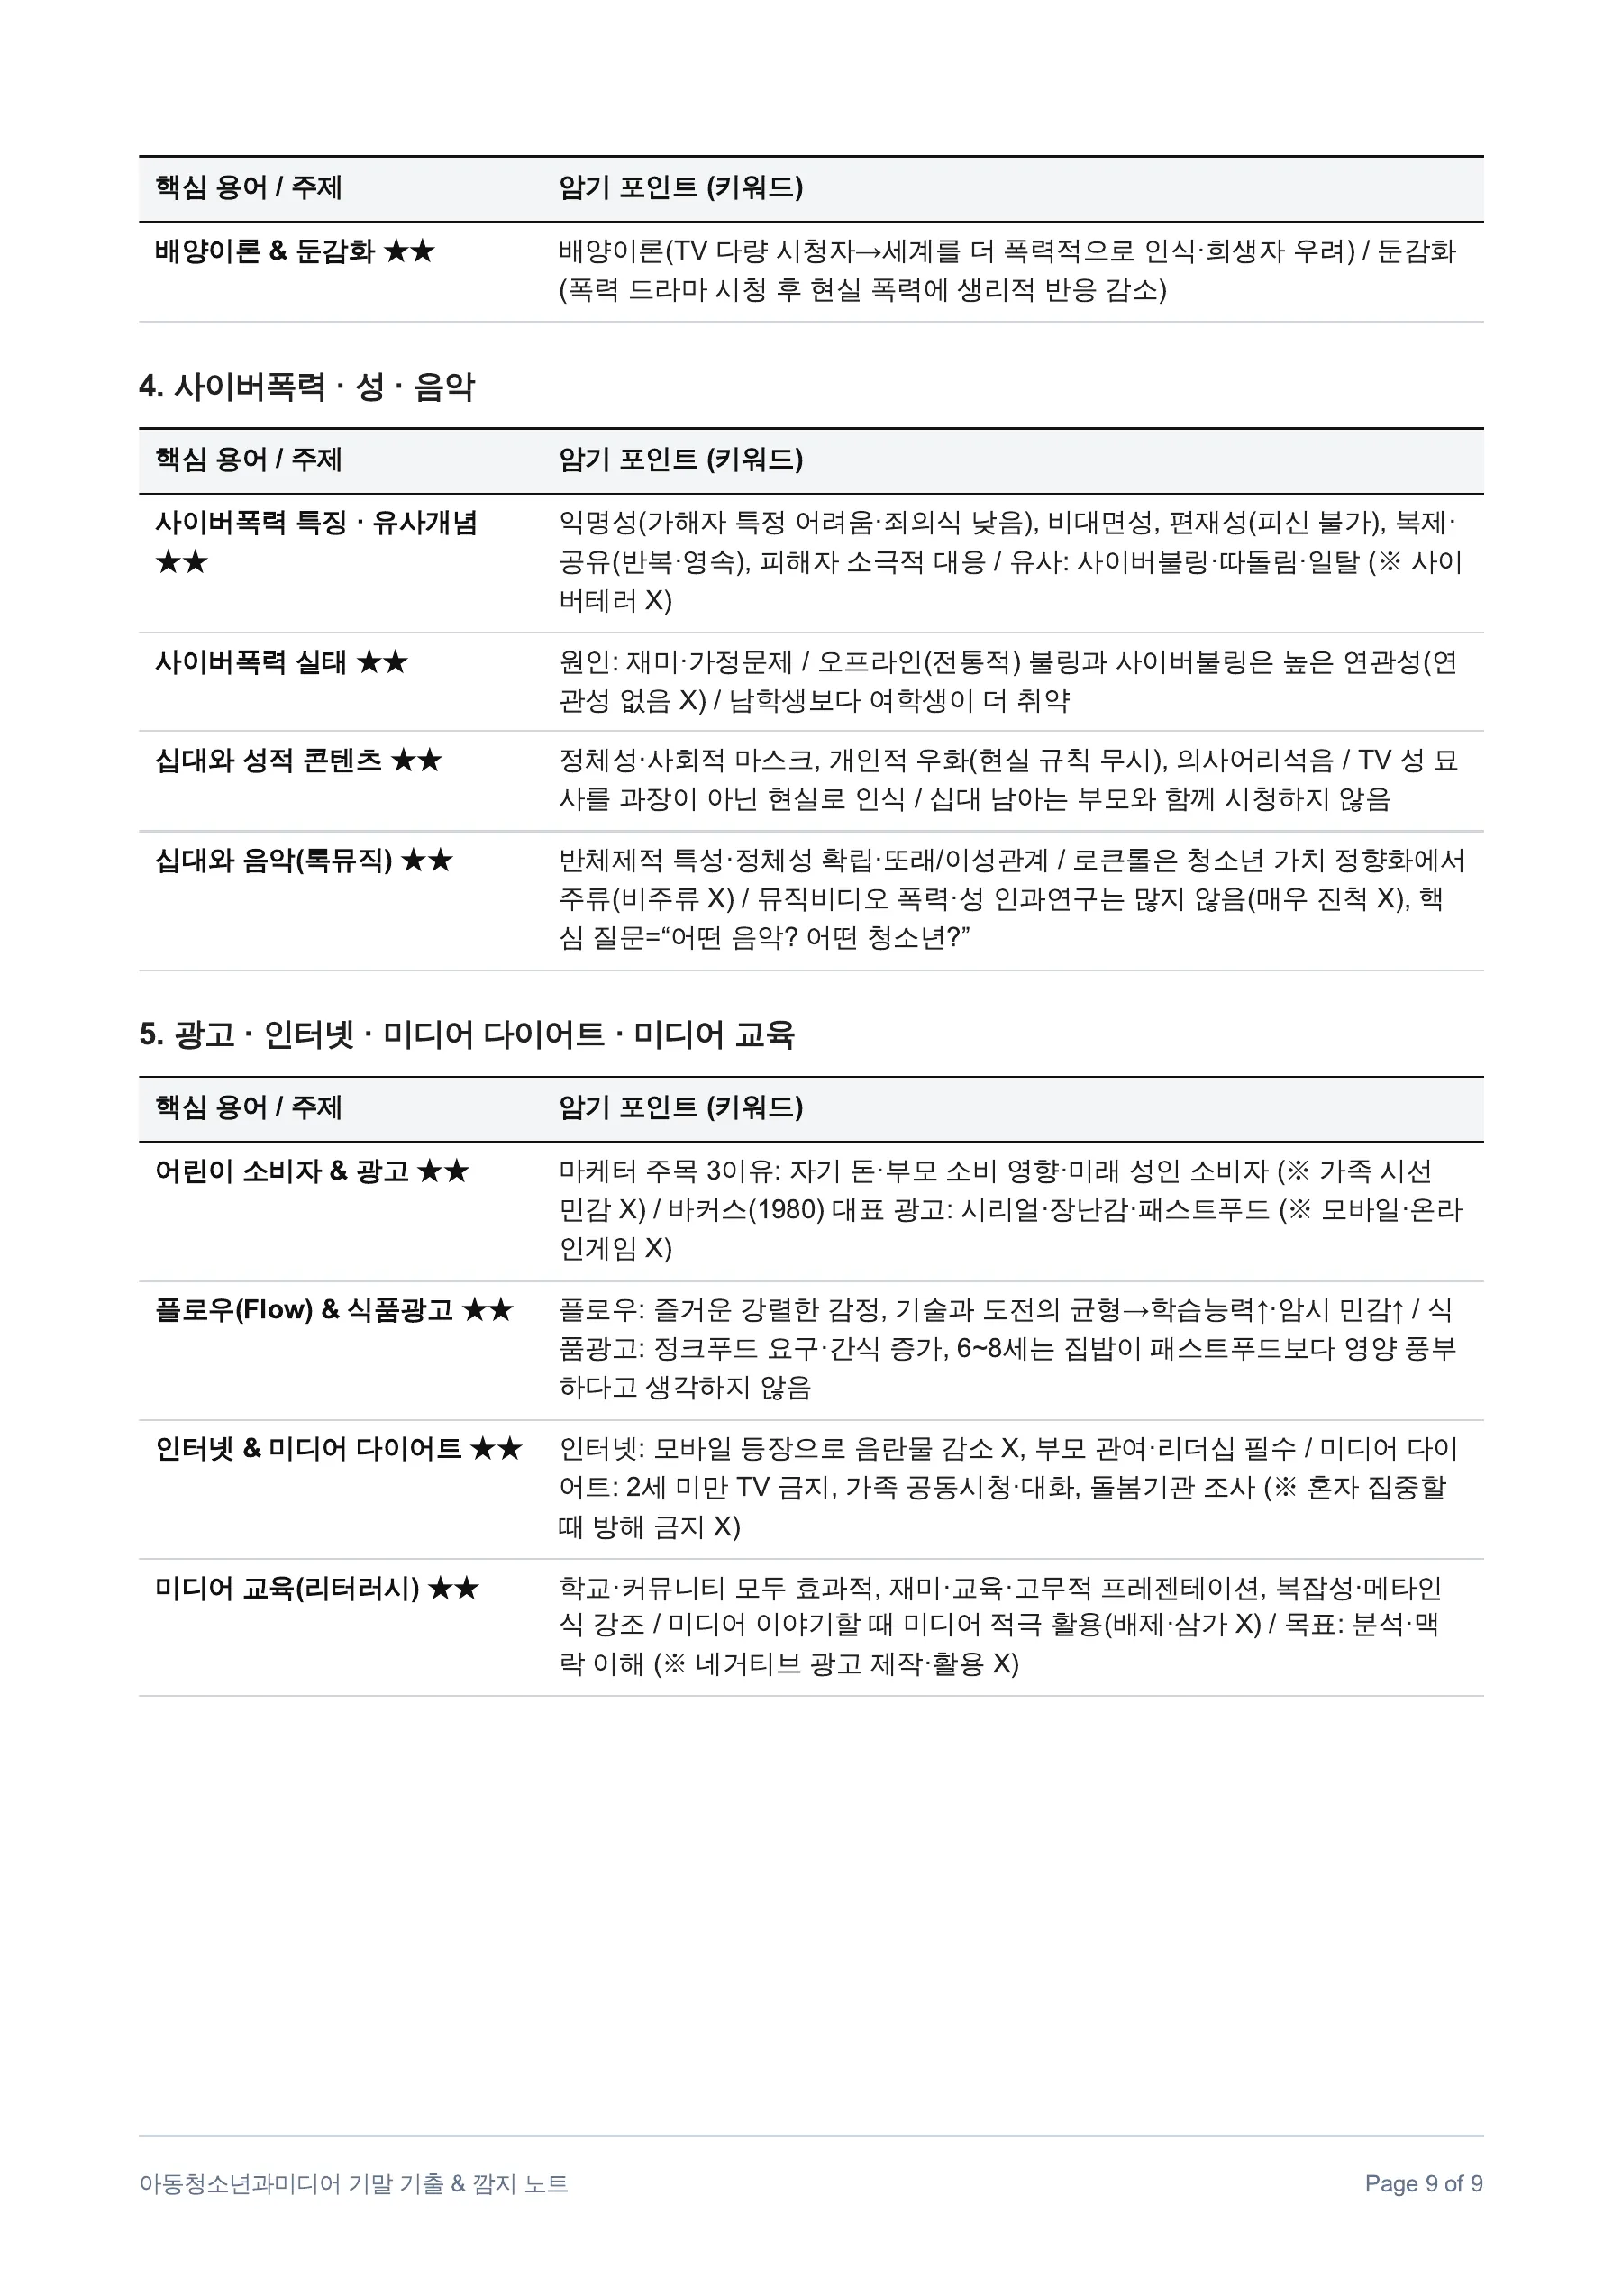 핵심 용어 / 주제 암기 포인트 (키워드)
배양이론 & 둔감화 ★★ 배양이론(TV 다량 시청자→세계를 더 폭력적으로 인식·희생자 우려) / 둔감화
(폭력 드라마 시청 후 현실 폭력에 생리적 반응 감소)
4. 사이버폭력 · 성 · 음악
핵심 용어 / 주제 암기 포인트 (키워드)
사이버폭력 특징 · 유사개념
★★
익명성(가해자 특정 어려움·죄의식 낮음), 비대면성, 편재성(피신 불가), 복제·
공유(반복·영속), 피해자 소극적 대응 / 유사: 사이버불링·따돌림·일탈 (※ 사이
버테러 X)
사이버폭력 실태 ★★ 원인: 재미·가정문제 / 오프라인(전통적) 불링과 사이버불링은 높은 연관성(연
관성 없음 X) / 남학생보다 여학생이 더 취약
십대와 성적 콘텐츠 ★★ 정체성·사회적 마스크, 개인적 우화(현실 규칙 무시), 의사어리석음 / TV 성 묘
사를 과장이 아닌 현실로 인식 / 십대 남아는 부모와 함께 시청하지 않음
십대와 음악(록뮤직) ★★ 반체제적 특성·정체성 확립·또래/이성관계 / 로큰롤은 청소년 가치 정향화에서
주류(비주류 X) / 뮤직비디오 폭력·성 인과연구는 많지 않음(매우 진척 X), 핵
심 질문=“어떤 음악? 어떤 청소년?”
5. 광고 · 인터넷 · 미디어 다이어트 · 미디어 교육
핵심 용어 / 주제 암기 포인트 (키워드)
어린이 소비자 & 광고 ★★ 마케터 주목 3이유: 자기 돈·부모 소비 영향·미래 성인 소비자 (※ 가족 시선
민감 X) / 바커스(1980) 대표 광고: 시리얼·장난감·패스트푸드 (※ 모바일·온라
인게임 X)
플로우(Flow) & 식품광고 ★★ 플로우: 즐거운 강렬한 감정, 기술과 도전의 균형→학습능력↑·암시 민감↑ / 식
품광고: 정크푸드 요구·간식 증가, 6~8세는 집밥이 패스트푸드보다 영양 풍부
하다고 생각하지 않음
인터넷 & 미디어 다이어트 ★★ 인터넷: 모바일 등장으로 음란물 감소 X, 부모 관여·리더십 필수 / 미디어 다이
어트: 2세 미만 TV 금지, 가족 공동시청·대화, 돌봄기관 조사 (※ 혼자 집중할
때 방해 금지 X)
미디어 교육(리터러시) ★★ 학교·커뮤니티 모두 효과적, 재미·교육·고무적 프레젠테이션, 복잡성·메타인
식 강조 / 미디어 이야기할 때 미디어 적극 활용(배제·삼가 X) / 목표: 분석·맥
락 이해 (※ 네거티브 광고 제작·활용 X)
아동청소년과미디어 기말 기출 & 깜지 노트 Page 9 of 9